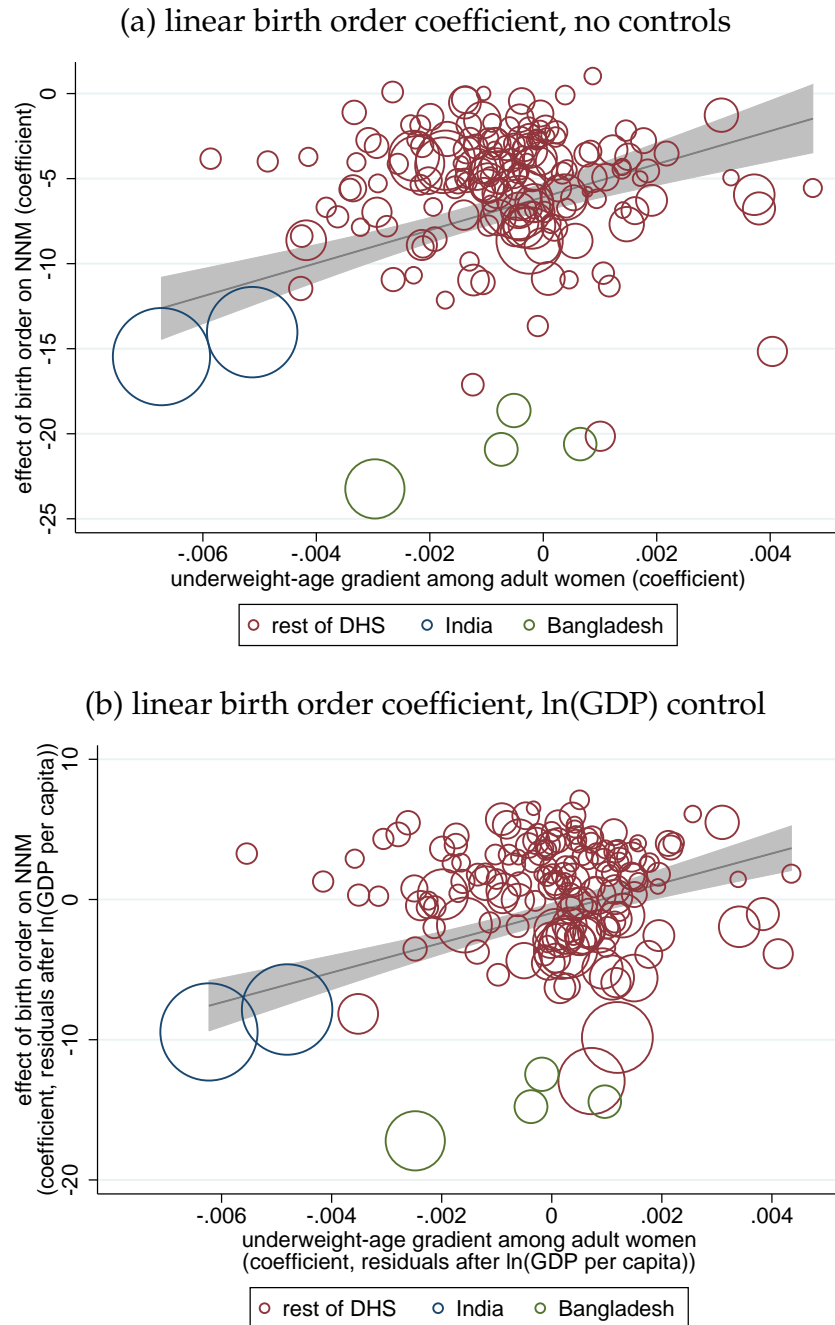 (a) linear birth order coefficient, no controls
effect of birth order on NNM (coefficient)
0
-5
-10
-15
-20
-25
-.006 -.004 -.002 0 .002 .004
underweight-age gradient among adult women (coefficient)
rest of DHS India Bangladesh
(b) linear birth order coefficient, ln(GDP) control
effect of birth order on NNM
(coefficient, residuals after ln(GDP per capita))
10
0
-10
-20
-.006 -.004 -.002 0 .002 .004
underweight-age gradient among adult women
(coefficient, residuals after ln(GDP per capita))
rest of DHS India Bangladesh